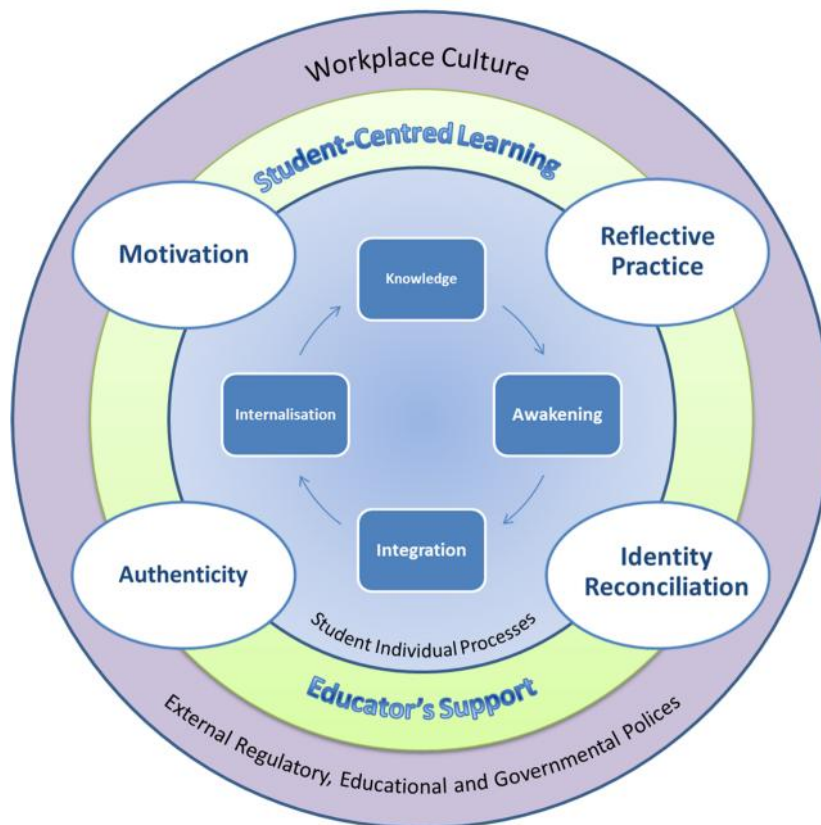 Workplace Culture
Student-Centred Learning
Motivation
Reflective
Practice
Knowledge
Internalisation
Awakening
Integration
Authenticity
Identity
Reconciliation
Student Individual Processes
Educator's Support
External Regulatory, Educational and Governmental Polices